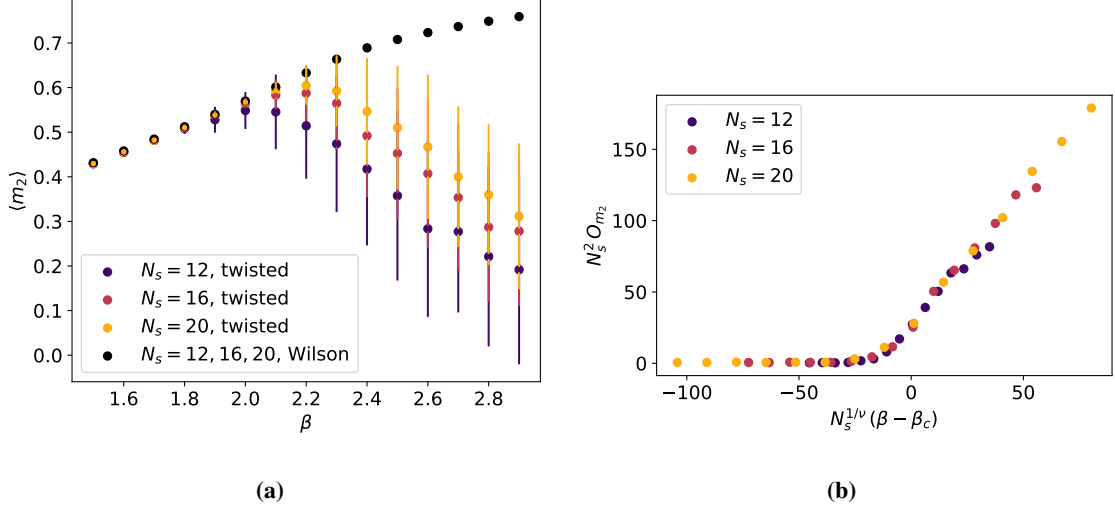 0.7
0.6
0.5
0.4
0.3
0.2
0.1
0.0
⟨m₂⟩
N_s = 12, twisted
N_s = 16, twisted
N_s = 20, twisted
N_s = 12, 16, 20, Wilson
1.6 1.8 2.0 2.2 2.4 2.6 2.8
β
(a)
150
100
50
0
N_s² O_{m₂}
N_s = 12
N_s = 16
N_s = 20
−100 −50 0 50
N_s^{1/ν} (β − β_c)
(b)